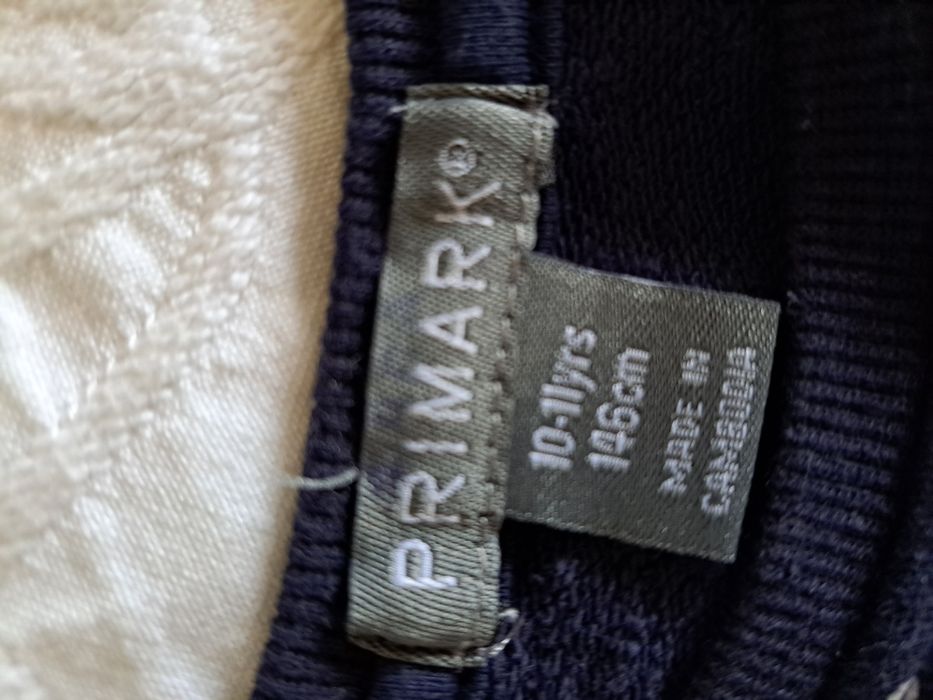 PRIMARK®
10-11yrs
146cm
MADE IN
CAMBODIA